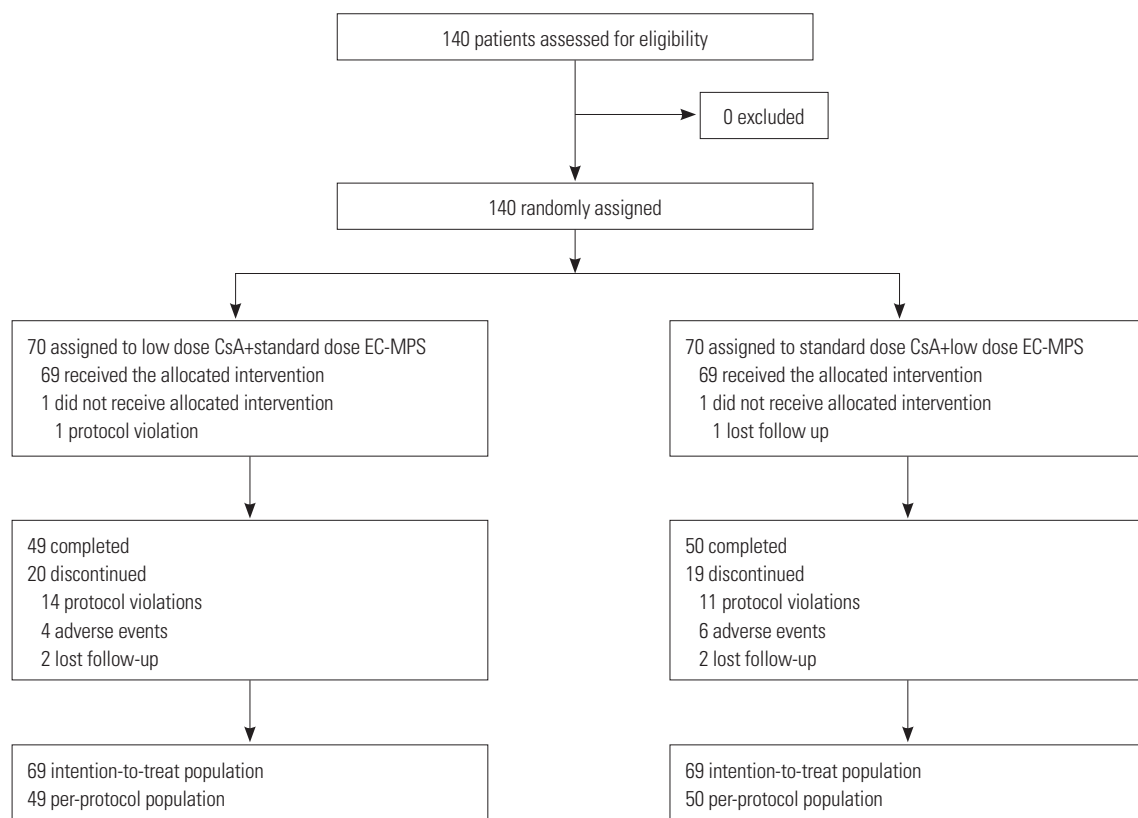 140 patients assessed for eligibility
0 excluded
140 randomly assigned
70 assigned to low dose CsA+standard dose EC-MPS
69 received the allocated intervention
1 did not receive allocated intervention
1 protocol violation
70 assigned to standard dose CsA+low dose EC-MPS
69 received the allocated intervention
1 did not receive allocated intervention
1 lost follow up
49 completed
20 discontinued
14 protocol violations
4 adverse events
2 lost follow-up
50 completed
19 discontinued
11 protocol violations
6 adverse events
2 lost follow-up
69 intention-to-treat population
49 per-protocol population
69 intention-to-treat population
50 per-protocol population